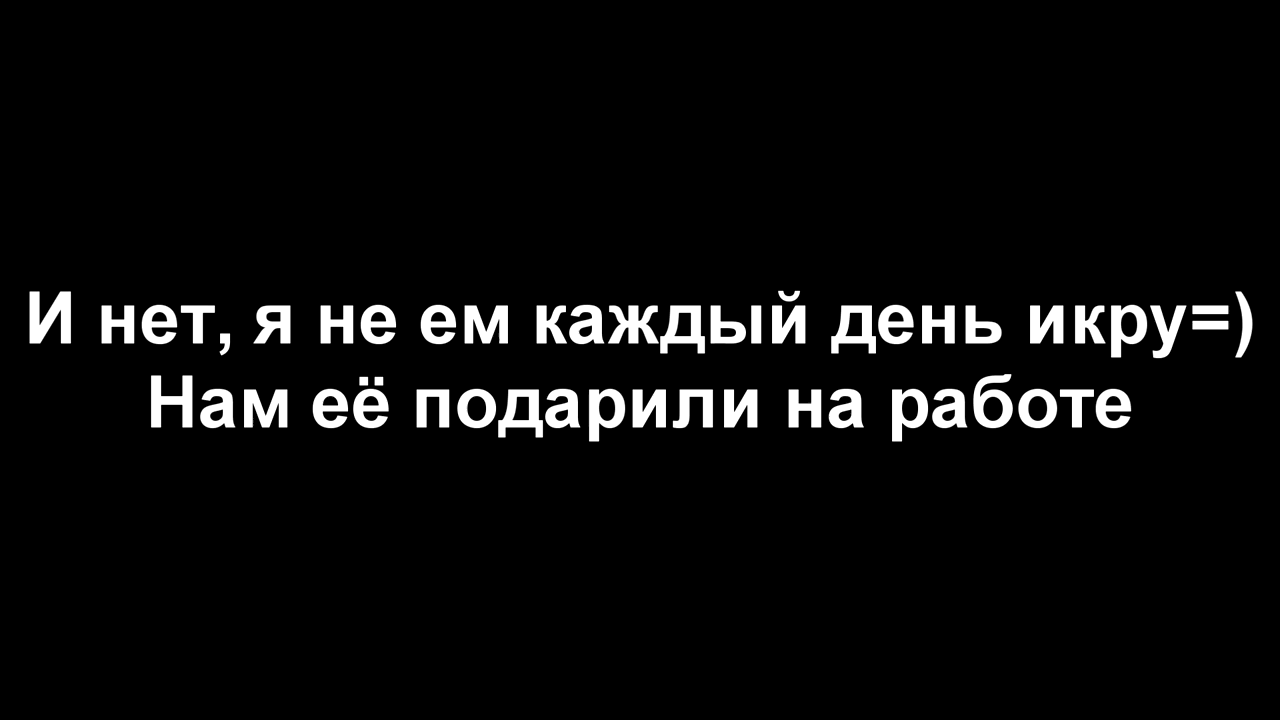 И нет, я не ем каждый день икру=)
Нам её подарили на работе